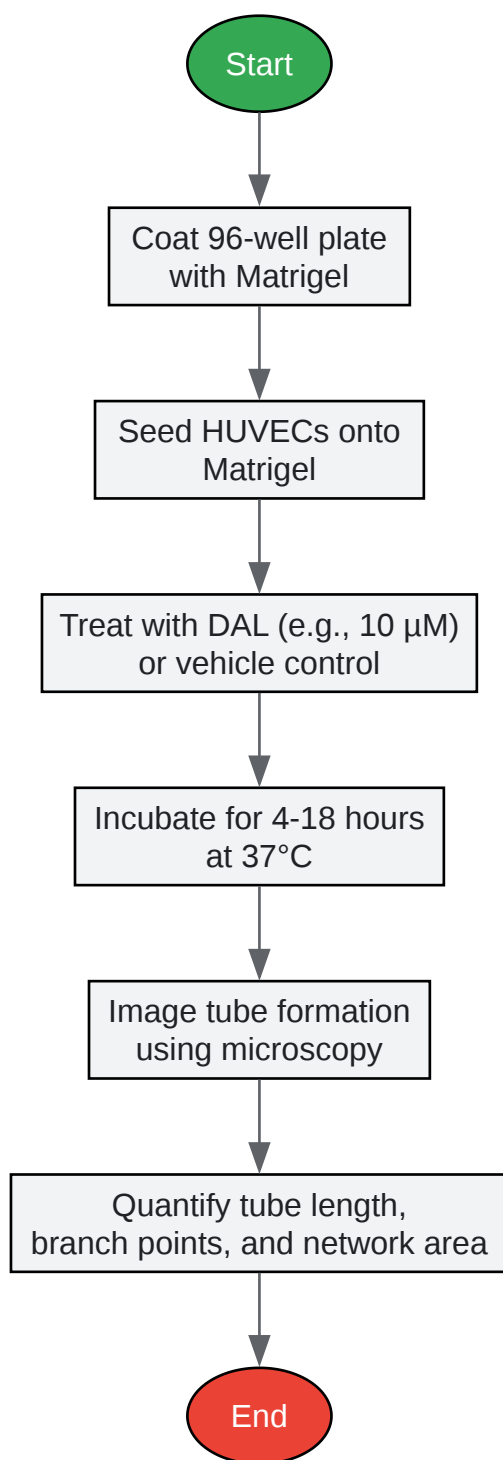 Start
Coat 96-well plate
with Matrigel
Seed HUVECs onto
Matrigel
Treat with DAL (e.g., 10 µM)
or vehicle control
Incubate for 4-18 hours
at 37°C
Image tube formation
using microscopy
Quantify tube length,
branch points, and network area
End